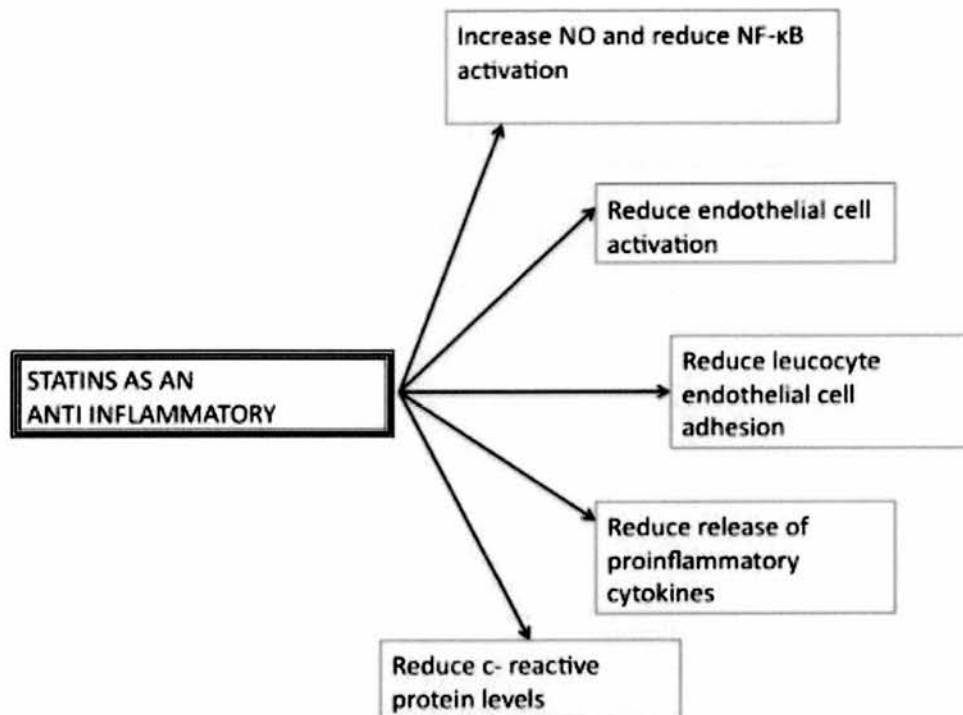 Increase NO and reduce NF-κB
activation
Reduce endothelial cell
activation
STATINS AS AN
ANTI INFLAMMATORY
Reduce leucocyte
endothelial cell
adhesion
Reduce release of
proinflammatory
cytokines
Reduce c- reactive
protein levels